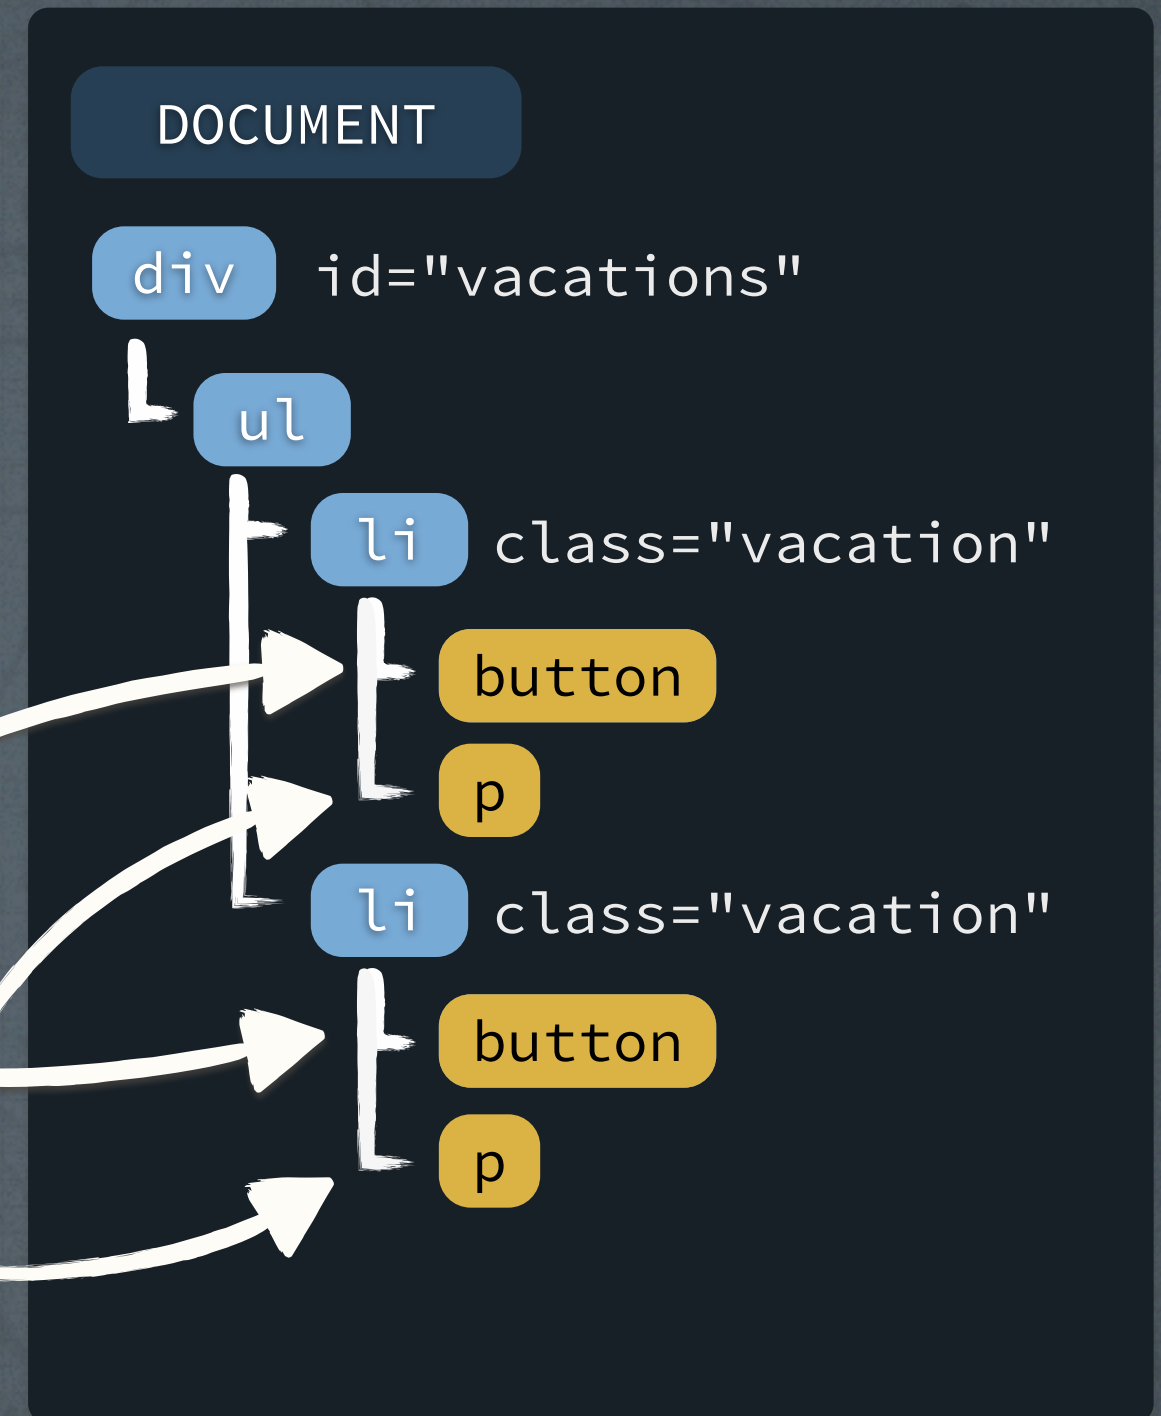 DOCUMENT
div id="vacations"
ul
li class="vacation"
button
p
li class="vacation"
button
p